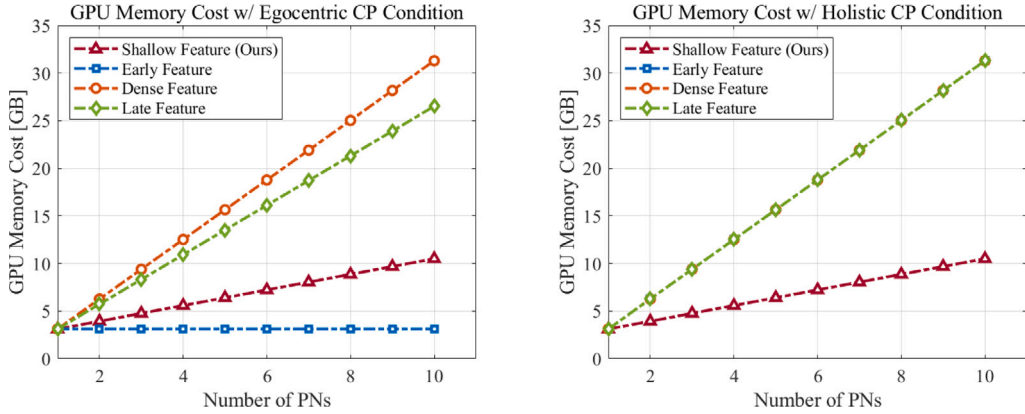 GPU Memory Cost w/ Egocentric CP Condition
35
30
25
20
15
10
5
0
GPU Memory Cost [GB]
Shallow Feature (Ours)
Early Feature
Dense Feature
Late Feature
2 4 6 8 10
Number of PNs
GPU Memory Cost w/ Holistic CP Condition
35
30
25
20
15
10
5
0
GPU Memory Cost [GB]
Shallow Feature (Ours)
Early Feature
Dense Feature
Late Feature
2 4 6 8 10
Number of PNs